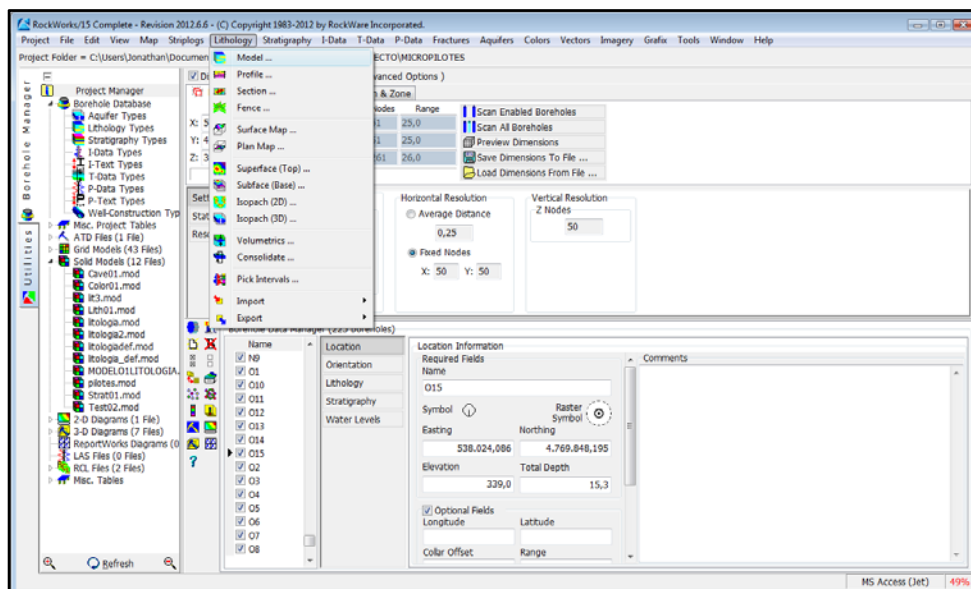 RockWorks/15 Complete - Revision 2012.6.6 - (C) Copyright 1983-2012 by RockWare Incorporated.
Project File Edit View Map Striplogs Lithology Stratigraphy I-Data T-Data P-Data Fractures Aquifers Colors Vectors Imagery Grafix Tools Window Help
Project Folder = C:\Users\Jonathan\Documen
ECTO\MICROPILOTES
Borehole Manager
Utilities
Project Manager
Borehole Database
Aquifer Types
Lithology Types
Stratigraphy Types
I-Data Types
I-Text Types
T-Data Types
P-Data Types
P-Text Types
Well-Construction Typ
Misc. Project Tables
ATD Files (1 File)
Grid Models (43 Files)
Solid Models (12 Files)
Cave01.mod
Color01.mod
lit3.mod
Lith01.mod
litologia.mod
litologia2.mod
litologiadef.mod
litologia_def.mod
MODELO1LITOLOGIA.
pilotes.mod
Strat01.mod
Test02.mod
2-D Diagrams (1 File)
3-D Diagrams (7 Files)
ReportWorks Diagrams (0
LAS Files (0 Files)
RCL Files (2 Files)
Misc. Tables
Refresh
Model ...
Profile ...
Section ...
Fence ...
Surface Map ...
Plan Map ...
Superface (Top) ...
Subface (Base) ...
Isopach (2D) ...
Isopach (3D) ...
Volumetrics ...
Consolidate ...
Pick Intervals ...
Import
Export
Di
vanced Options )
& Zone
Nodes Range
X: 5 25,0
Y: 4 25,0
Z: 3 261 26,0
Scan Enabled Boreholes
Scan All Boreholes
Preview Dimensions
Save Dimensions To File ...
Load Dimensions From File ...
Sett
Stat
Reso
Horizontal Resolution
Average Distance
0,25
Fixed Nodes
X: 50 Y: 50
Vertical Resolution
Z Nodes
50
Borehole Data Manager (225 boreholes)
Name
N9
O1
O10
O11
O12
O13
O14
O15
O2
O3
O4
O5
O6
O7
O8
Location
Orientation
Lithology
Stratigraphy
Water Levels
Location Information
Required Fields
Name
O15
Symbol
Raster Symbol
Easting Northing
538.024,086 4.769.848,195
Elevation Total Depth
339,0 15,3
Optional Fields
Longitude Latitude
Collar Offset Range
Comments
MS Access (Jet) 49%